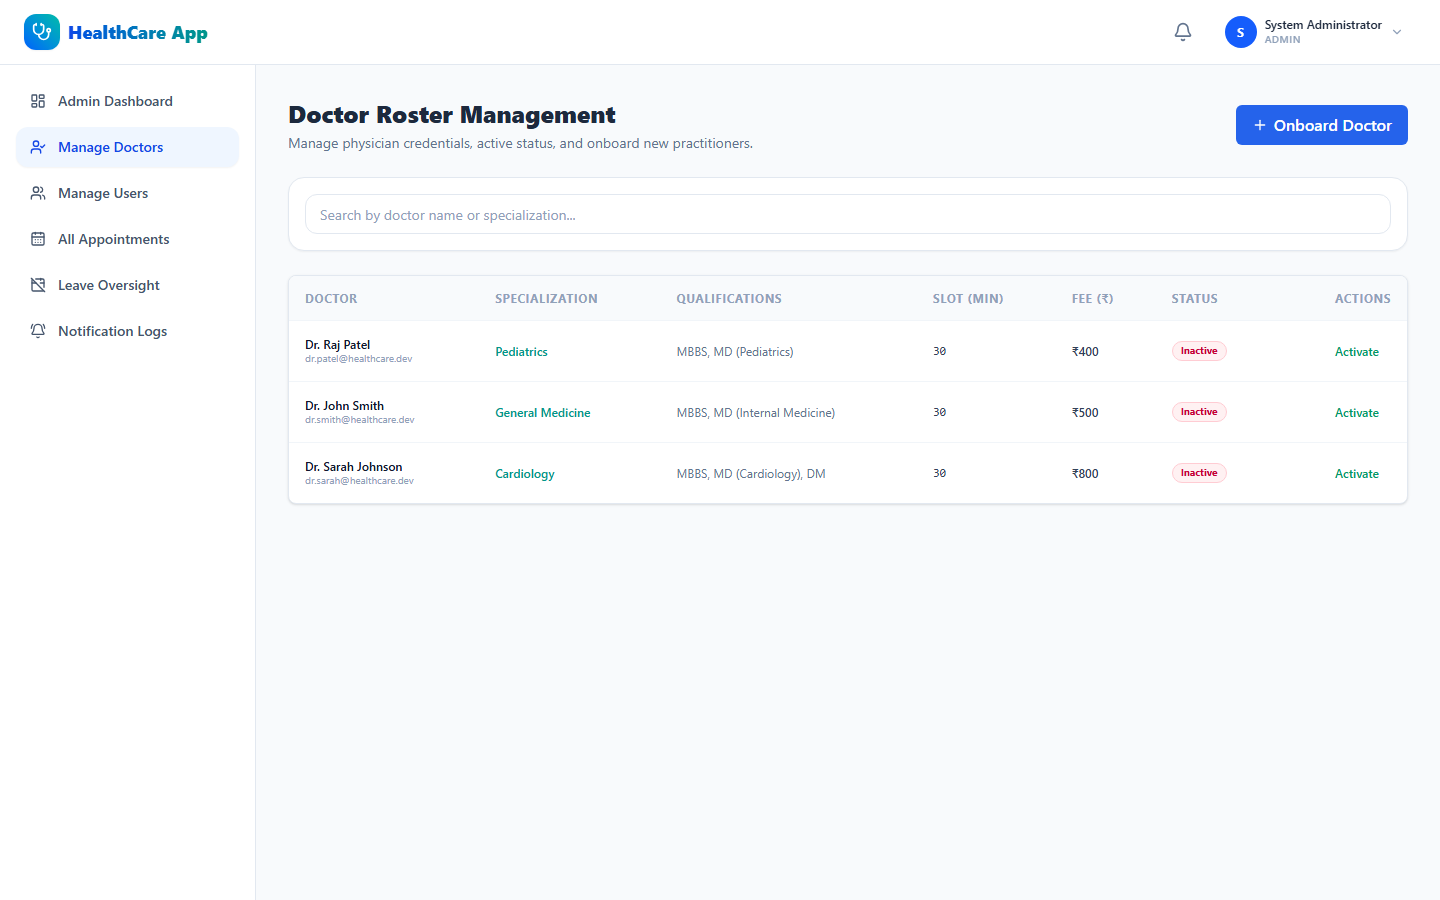 HealthCare App
S
System Administrator
ADMIN
Admin Dashboard
Manage Doctors
Manage Users
All Appointments
Leave Oversight
Notification Logs
Doctor Roster Management
Manage physician credentials, active status, and onboard new practitioners.
+ Onboard Doctor
Search by doctor name or specialization...
DOCTOR SPECIALIZATION QUALIFICATIONS SLOT (MIN) FEE (₹) STATUS ACTIONS
Dr. Raj Patel
dr.patel@healthcare.dev
Pediatrics MBBS, MD (Pediatrics) 30 ₹400 Inactive Activate
Dr. John Smith
dr.smith@healthcare.dev
General Medicine MBBS, MD (Internal Medicine) 30 ₹500 Inactive Activate
Dr. Sarah Johnson
dr.sarah@healthcare.dev
Cardiology MBBS, MD (Cardiology), DM 30 ₹800 Inactive Activate